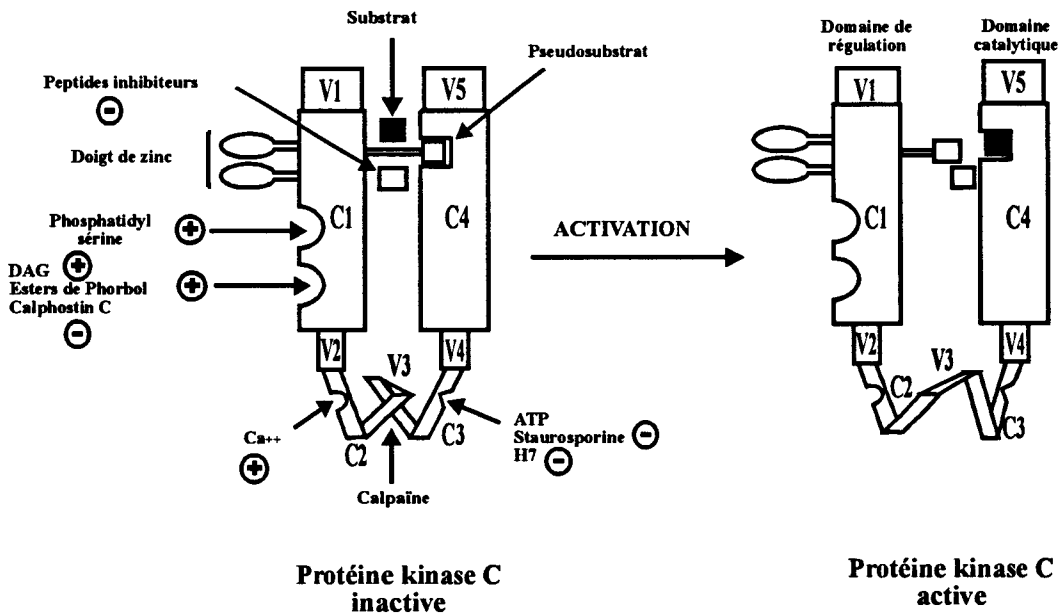 Substrat
Pseudosubstrat
Peptides inhibiteurs
-
Doigt de zinc
Phosphatidyl
sérine
+
DAG
+
Esters de Phorbol
+
Calphostin C
-
V1
V5
C1
C4
V2
V3
V4
Ca++
+
C2
C3
Calpaïne
ATP
Staurosporine -
H7
-
Protéine kinase C
inactive
ACTIVATION
Domaine de
régulation
Domaine
catalytique
V1
V5
C1
C4
V2
V3
V4
C2
C3
Protéine kinase C
active